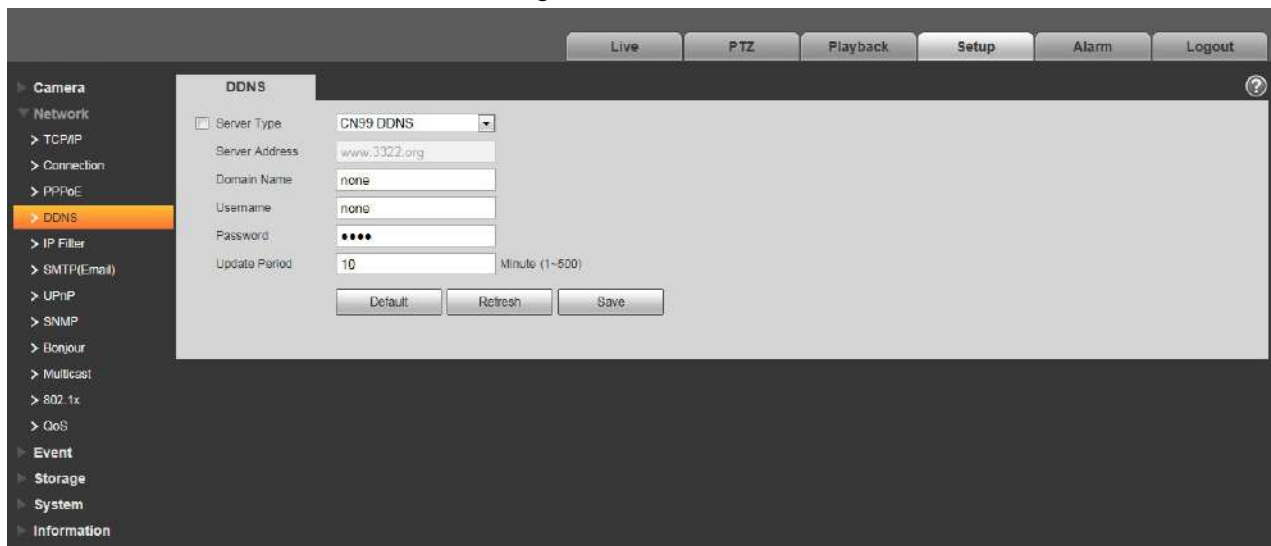 Live PTZ Playback Setup Alarm Logout
Camera
Network
> TCP/IP
> Connection
> PPPoE
> DDNS
> IP Filter
> SMTP(Email)
> UPnP
> SNMP
> Bonjour
> Multicast
> 802.1x
> QoS
Event
Storage
System
Information
DDNS
?
Server Type CN99 DDNS
Server Address www.3322.org
Domain Name none
Username none
Password ••••
Update Period 10 Minute (1~500)
Default Refresh Save